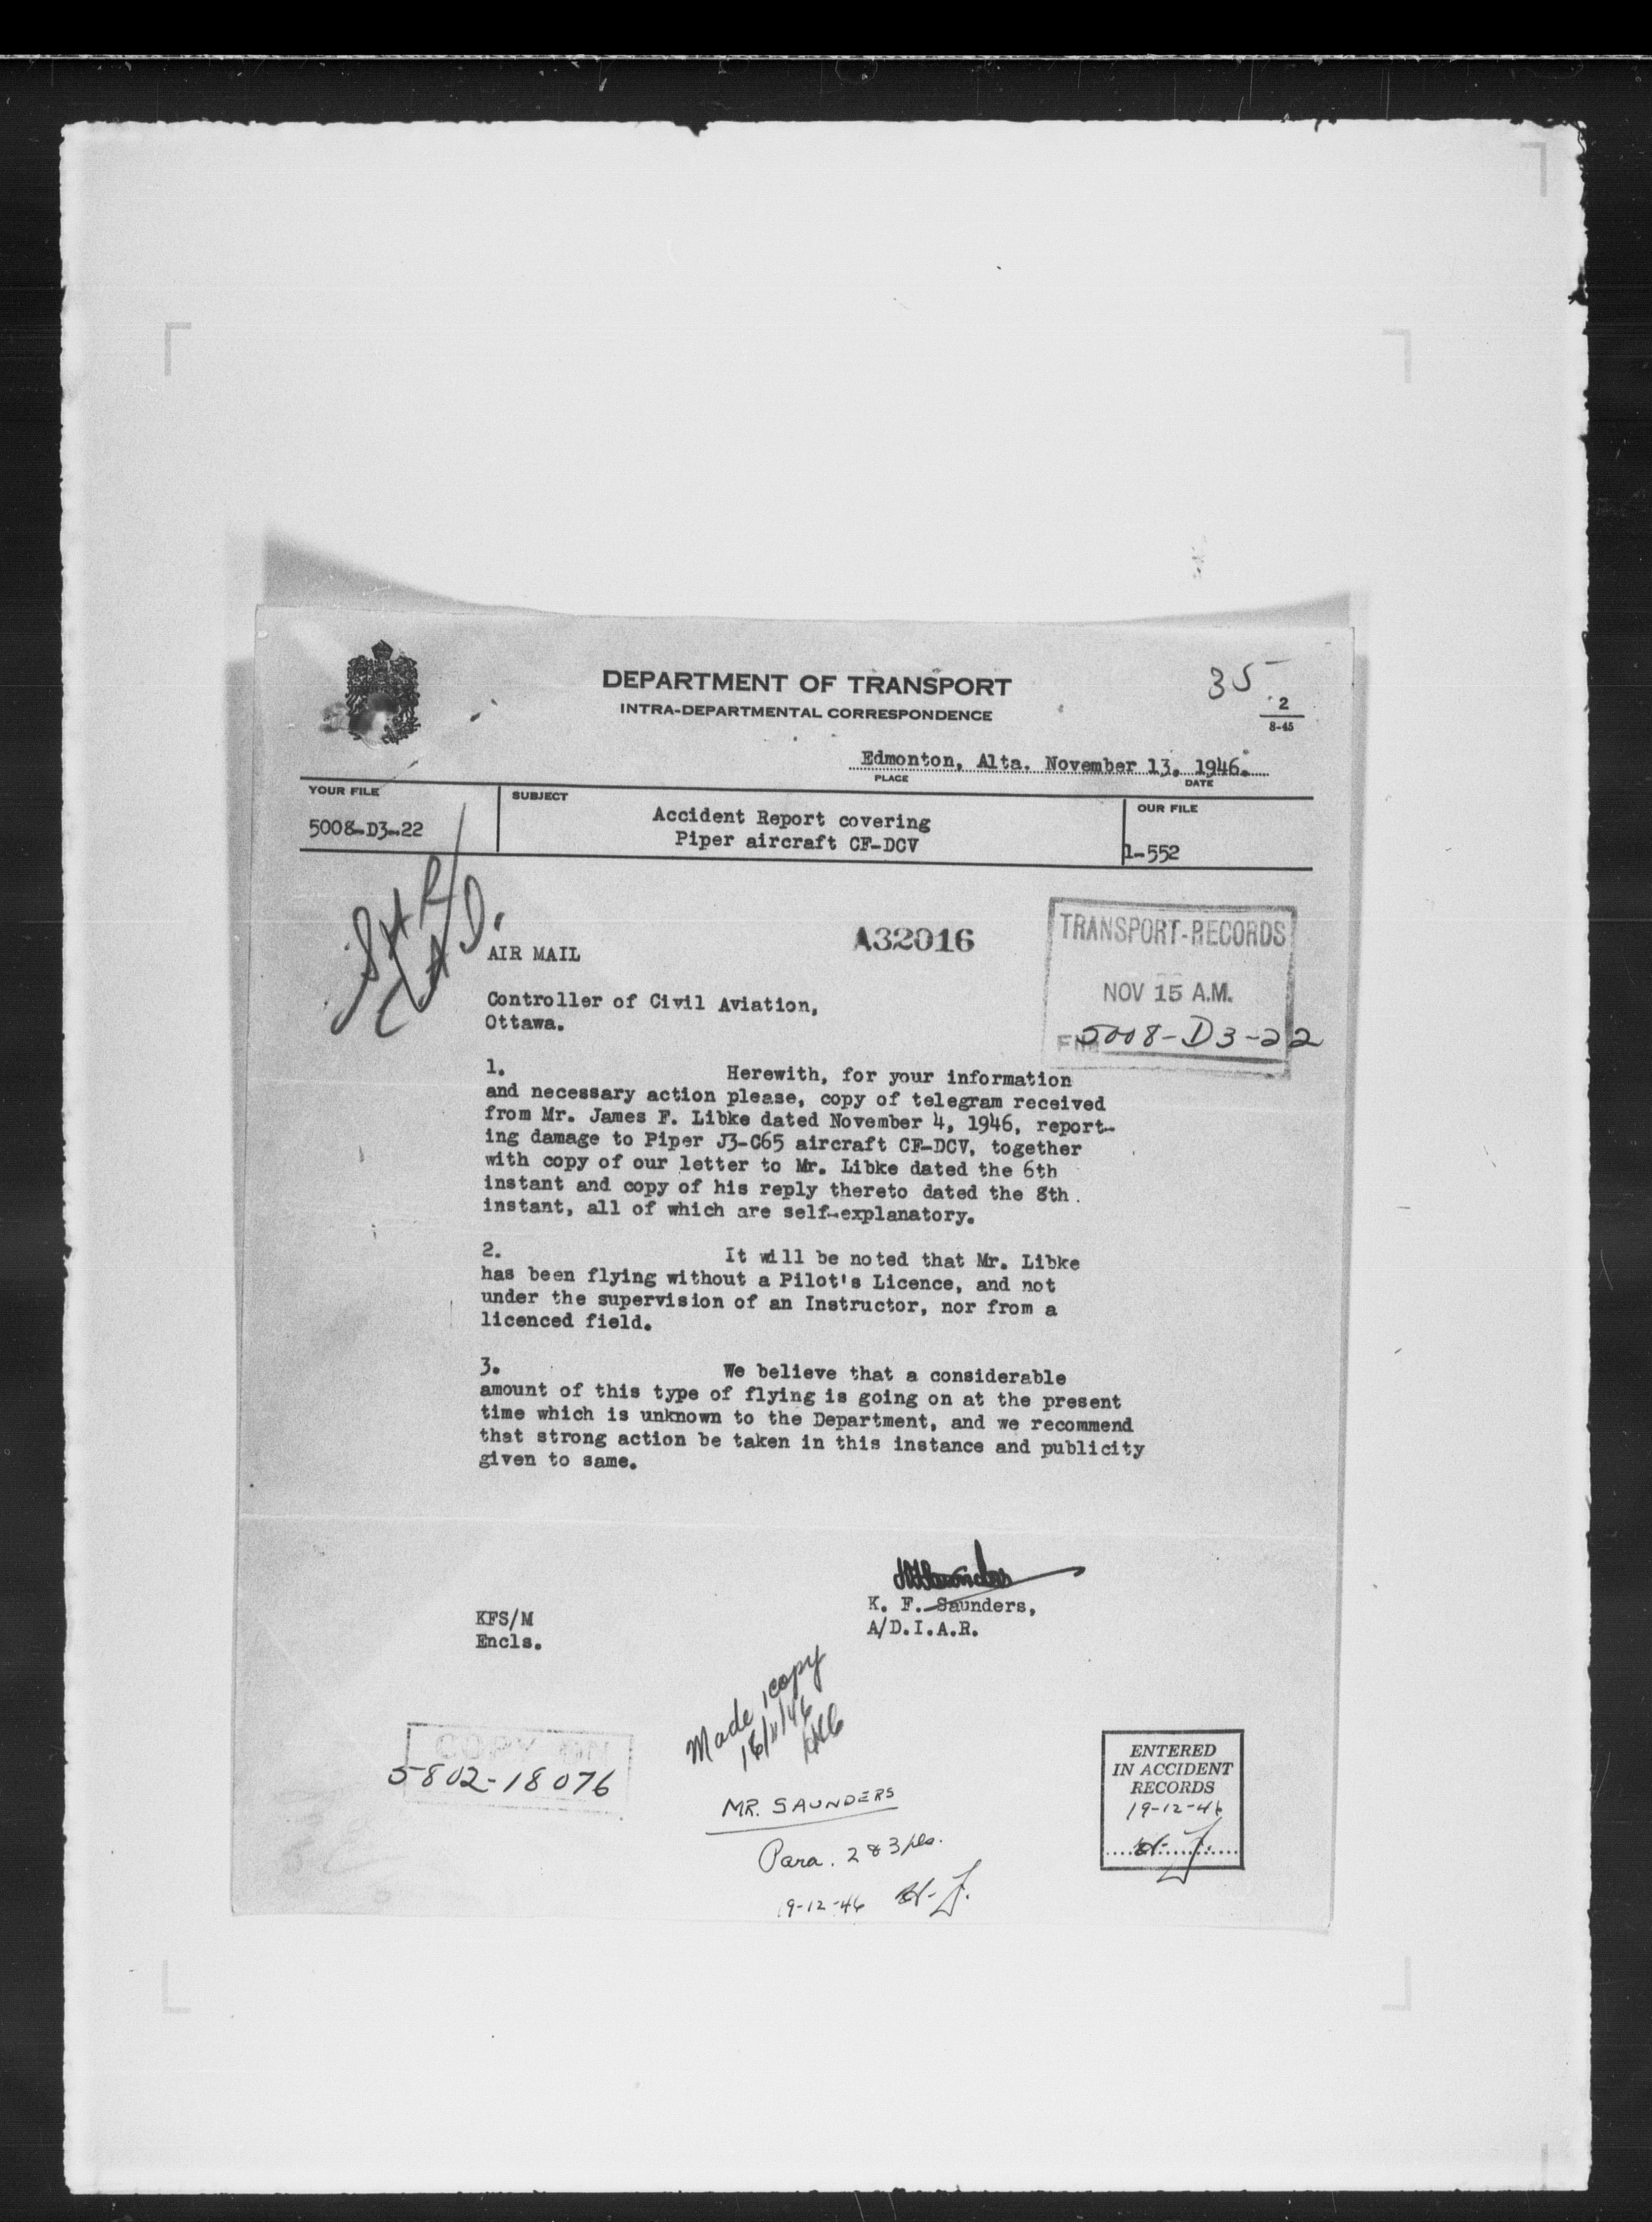 DEPARTMENT OF TRANSPORT
INTRA-DEPARTMENTAL CORRESPONDENCE
35
2
8-45
Edmonton, Alta. November 13, 1946.
PLACE
DATE
YOUR FILE
5008-D3-22
SUBJECT
Accident Report covering
Piper aircraft CF-DCV
OUR FILE
1-552
A32016
TRANSPORT-RECORDS
NOV 15 A.M.
FILE 5008-D3-22
AIR MAIL
Controller of Civil Aviation,
Ottawa.
1. Herewith, for your information
and necessary action please, copy of telegram received
from Mr. James F. Libke dated November 4, 1946, report-
ing damage to Piper J3-C65 aircraft CF-DCV, together
with copy of our letter to Mr. Libke dated the 6th
instant and copy of his reply thereto dated the 8th
instant, all of which are self-explanatory.
2. It will be noted that Mr. Libke
has been flying without a Pilot's Licence, and not
under the supervision of an Instructor, nor from a
licenced field.
3. We believe that a considerable
amount of this type of flying is going on at the present
time which is unknown to the Department, and we recommend
that strong action be taken in this instance and publicity
given to same.
K. F. Saunders,
A/D.I.A.R.
KFS/M
Encls.
Made copy
COPY ON
5802-18076
MR. SAUNDERS
Para. 2 & 3 pls.
19-12-46
ENTERED
IN ACCIDENT
RECORDS
19-12-46